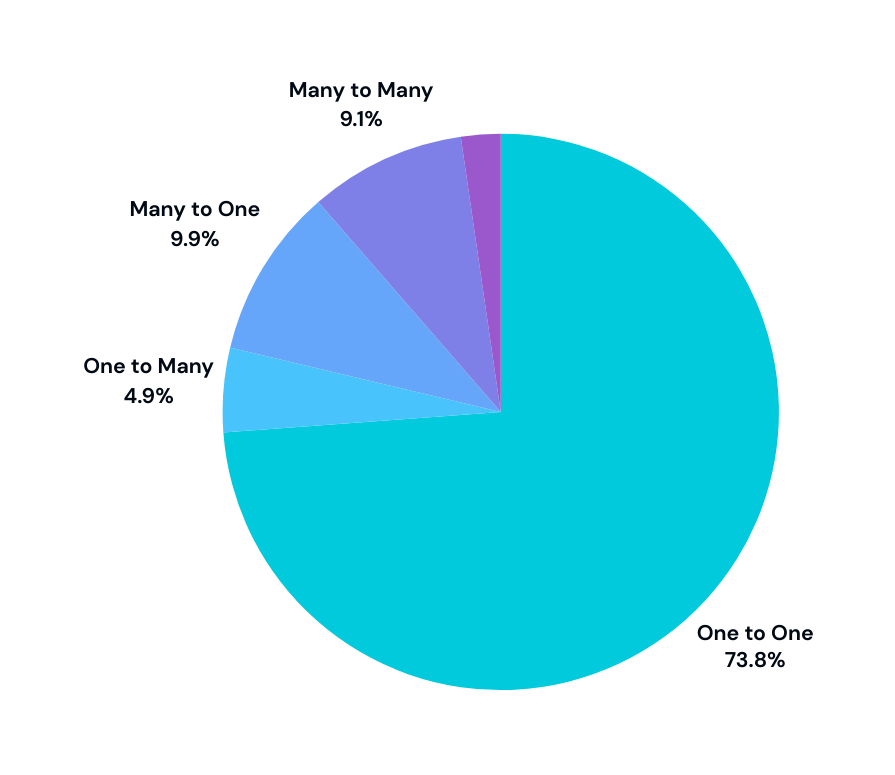 Many to Many
9.1%
Many to One
9.9%
One to Many
4.9%
One to One
73.8%